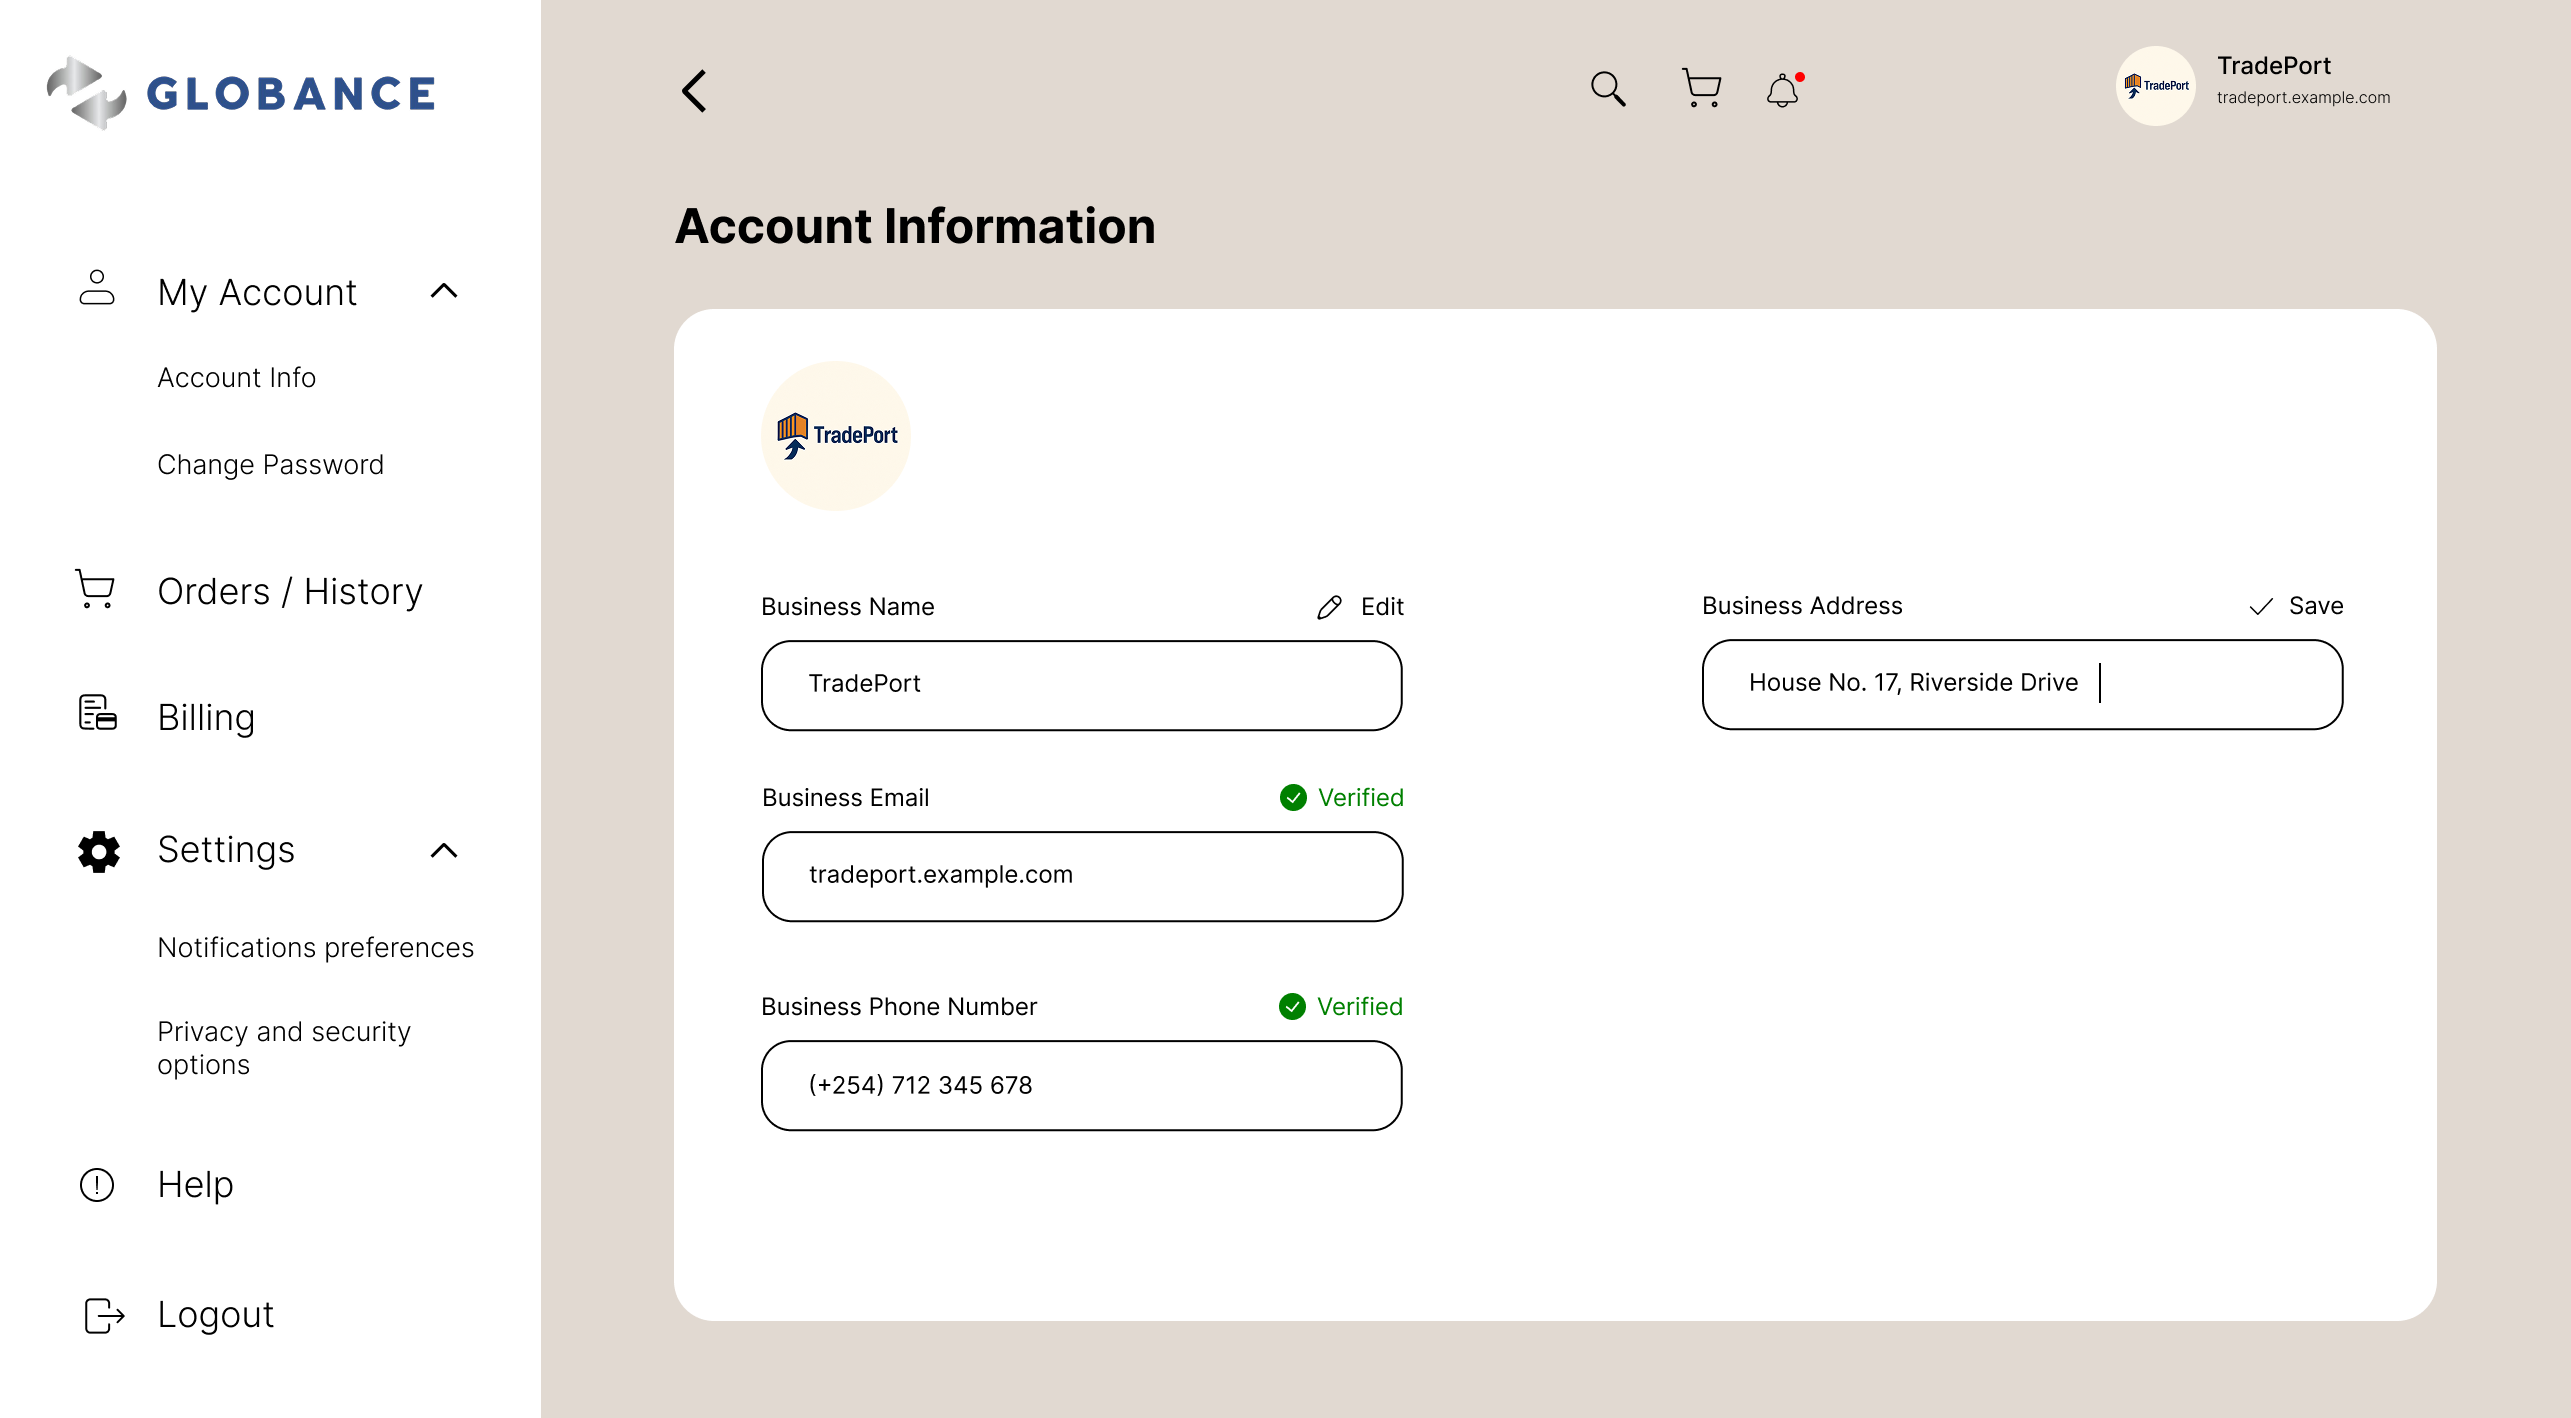 GLOBANCE
My Account
Account Info
Change Password
Orders / History
Billing
Settings
Notifications preferences
Privacy and security
options
Help
Logout
TradePort
TradePort
tradeport.example.com
Account Information
TradePort
Business Name
Edit
TradePort
Business Email
Verified
tradeport.example.com
Business Phone Number
Verified
(+254) 712 345 678
Business Address
Save
House No. 17, Riverside Drive